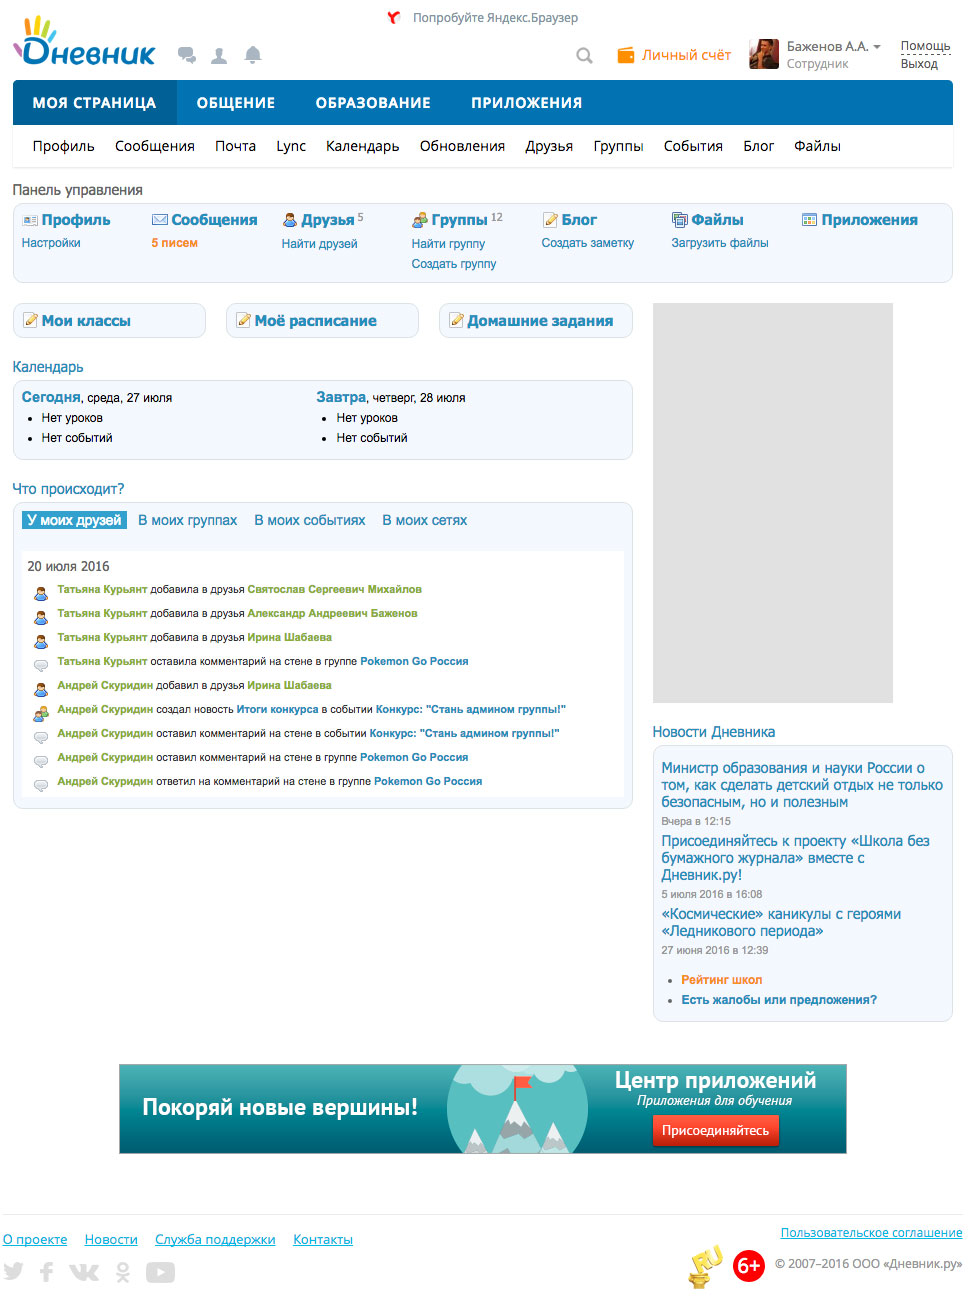 Попробуйте Яндекс.Браузер
Dневник
Личный счёт
Баженов А.А.
Сотрудник
Помощь
Выход
МОЯ СТРАНИЦА ОБЩЕНИЕ ОБРАЗОВАНИЕ ПРИЛОЖЕНИЯ
Профиль Сообщения Почта Lync Календарь Обновления Друзья Группы События Блог Файлы
Панель управления
Профиль Сообщения Друзья 5 Группы 12 Блог Файлы Приложения
Настройки 5 писем Найти друзей Найти группу Создать заметку Загрузить файлы
Создать группу
Мои классы Моё расписание Домашние задания
Календарь
Сегодня, среда, 27 июля
• Нет уроков
• Нет событий
Завтра, четверг, 28 июля
• Нет уроков
• Нет событий
Что происходит?
У моих друзей В моих группах В моих событиях В моих сетях
20 июля 2016
Татьяна Курьянт добавила в друзья Святослав Сергеевич Михайлов
Татьяна Курьянт добавила в друзья Александр Андреевич Баженов
Татьяна Курьянт добавила в друзья Ирина Шабаева
Татьяна Курьянт оставила комментарий на стене в группе Pokemon Go Россия
Андрей Скуридин добавил в друзья Ирина Шабаева
Андрей Скуридин создал новость Итоги конкурса в событии Конкурс: "Стань админом группы!"
Андрей Скуридин оставил комментарий на стене в событии Конкурс: "Стань админом группы!"
Андрей Скуридин оставил комментарий на стене в группе Pokemon Go Россия
Андрей Скуридин ответил на комментарий на стене в группе Pokemon Go Россия
Новости Дневника
Министр образования и науки России о
том, как сделать детский отдых не только
безопасным, но и полезным
Вчера в 12:15
Присоединяйтесь к проекту «Школа без
бумажного журнала» вместе с
Дневник.ру!
5 июля 2016 в 16:08
«Космические» каникулы с героями
«Ледникового периода»
27 июня 2016 в 12:39
• Рейтинг школ
• Есть жалобы или предложения?
Покоряй новые вершины!
Центр приложений
Приложения для обучения
Присоединяйтесь
О проекте Новости Служба поддержки Контакты
Пользовательское соглашение
RU
6+
© 2007–2016 ООО «Дневник.ру»